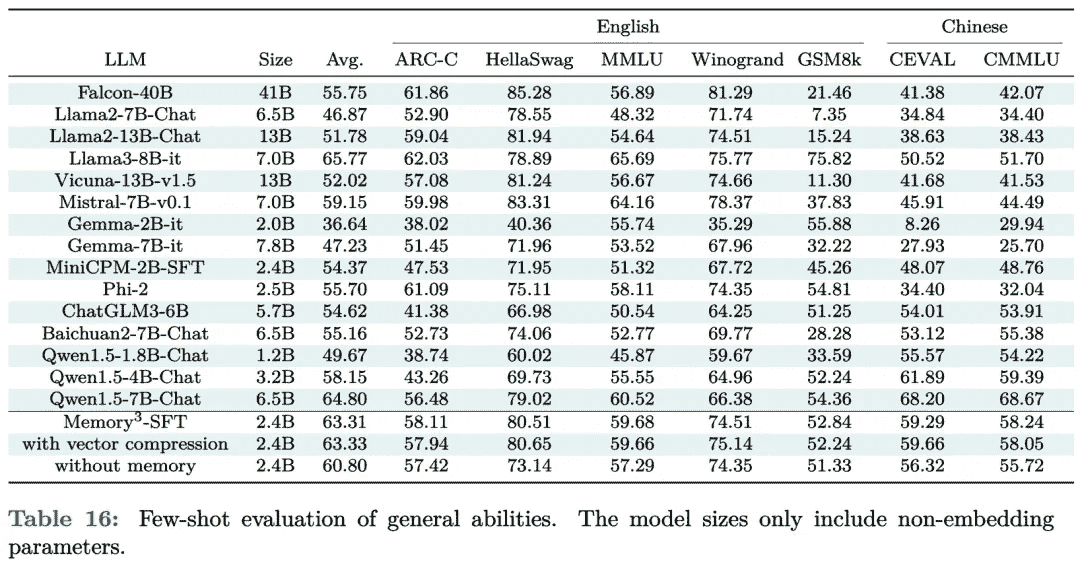 English Chinese
LLM Size Avg. ARC-C HellaSwag MMLU Winogrand GSM8k CEVAL CMMLU
Falcon-40B 41B 55.75 61.86 85.28 56.89 81.29 21.46 41.38 42.07
Llama2-7B-Chat 6.5B 46.87 52.90 78.55 48.32 71.74 7.35 34.84 34.40
Llama2-13B-Chat 13B 51.78 59.04 81.94 54.64 74.51 15.24 38.63 38.43
Llama3-8B-it 7.0B 65.77 62.03 78.89 65.69 75.77 75.82 50.52 51.70
Vicuna-13B-v1.5 13B 52.02 57.08 81.24 56.67 74.66 11.30 41.68 41.53
Mistral-7B-v0.1 7.0B 59.15 59.98 83.31 64.16 78.37 37.83 45.91 44.49
Gemma-2B-it 2.0B 36.64 38.02 40.36 55.74 35.29 55.88 8.26 29.94
Gemma-7B-it 7.8B 47.23 51.45 71.96 53.52 67.96 32.22 27.93 25.70
MiniCPM-2B-SFT 2.4B 54.37 47.53 71.95 51.32 67.72 45.26 48.07 48.76
Phi-2 2.5B 55.70 61.09 75.11 58.11 74.35 54.81 34.40 32.04
ChatGLM3-6B 5.7B 54.62 41.38 66.98 50.54 64.25 51.25 54.01 53.91
Baichuan2-7B-Chat 6.5B 55.16 52.73 74.06 52.77 69.77 28.28 53.12 55.38
Qwen1.5-1.8B-Chat 1.2B 49.67 38.74 60.02 45.87 59.67 33.59 55.57 54.22
Qwen1.5-4B-Chat 3.2B 58.15 43.26 69.73 55.55 64.96 52.24 61.89 59.39
Qwen1.5-7B-Chat 6.5B 64.80 56.48 79.02 60.52 66.38 54.36 68.20 68.67
Memory³-SFT 2.4B 63.31 58.11 80.51 59.68 74.51 52.84 59.29 58.24
with vector compression 2.4B 63.33 57.94 80.65 59.66 75.14 52.24 59.66 58.05
without memory 2.4B 60.80 57.42 73.14 57.29 74.35 51.33 56.32 55.72
Table 16: Few-shot evaluation of general abilities. The model sizes only include non-embedding
parameters.